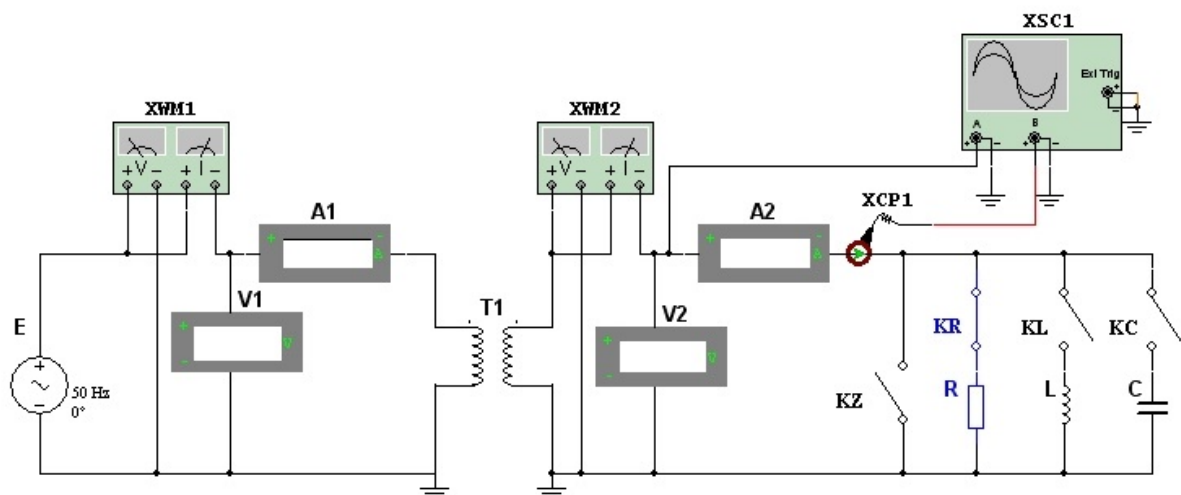 XSC1
Ext Trig
+
-
A
B
+ - + -
XWM1
V I
+ - + -
XWM2
V I
+ - + -
XCP1
A1
+ -
A
A2
+ -
A
E
+
-
50 Hz
0°
V1
+
-
V
T1
V2
+
-
V
KZ
KR
R
KL
L
KC
C